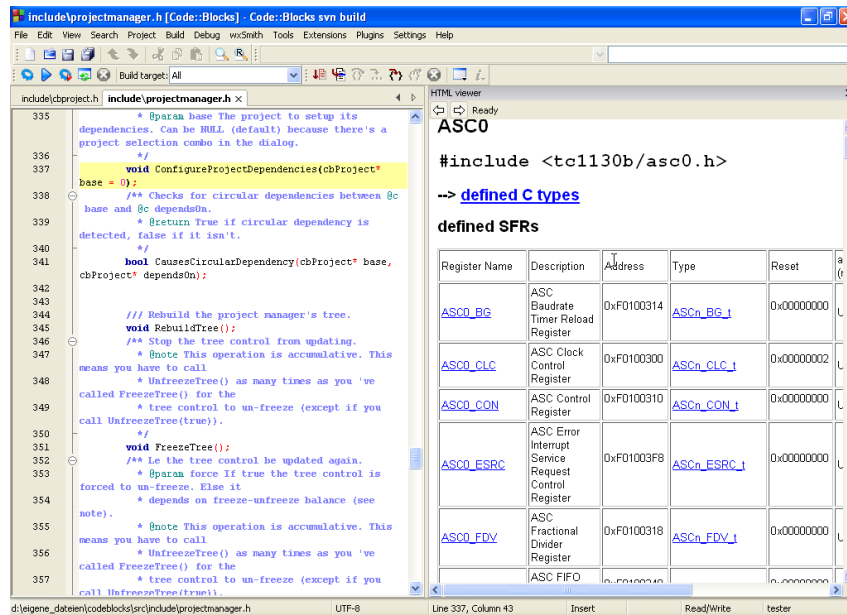 include\projectmanager.h [Code::Blocks] - Code::Blocks svn build
File Edit View Search Project Build Debug wxSmith Tools Extensions Plugins Settings Help
Build target: All
include\cbproject.h include\projectmanager.h
335 * @param base The project to setup its
dependencies. Can be NULL (default) because there's a
project selection combo in the dialog.
336 */
337 void ConfigureProjectDependencies(cbProject*
base = 0);
338 /** Checks for circular dependencies between @c
base and @c dependsOn.
339 * @return True if circular dependency is
detected, false if it isn't.
340 */
341 bool CausesCircularDependency(cbProject* base,
cbProject* dependsOn);
342
343
344 /// Rebuild the project manager's tree.
345 void RebuildTree();
346 /** Stop the tree control from updating.
347 * @note This operation is accumulative. This
means you have to call
348 * UnfreezeTree() as many times as you 've
called FreezeTree() for the
349 * tree control to un-freeze (except if you
call UnfreezeTree(true)).
350 */
351 void FreezeTree();
352 /** Le the tree control be updated again.
353 * @param force If true the tree control is
forced to un-freeze. Else it
354 * depends on freeze-unfreeze balance (see
note).
355 * @note This operation is accumulative. This
means you have to call
356 * UnfreezeTree() as many times as you 've
called FreezeTree() for the
357 * tree control to un-freeze (except if you
call UnfreezeTree(true)).
HTML viewer
Ready
ASC0
#include <tc1130b/asc0.h>
--> defined C types
defined SFRs
Register Name Description Address Type Reset
ASC0_BG ASC Baudrate Timer Reload Register 0xF0100314 ASCn_BG_t 0x00000000
ASC0_CLC ASC Clock Control Register 0xF0100300 ASCn_CLC_t 0x00000002
ASC0_CON ASC Control Register 0xF0100310 ASCn_CON_t 0x00000000
ASC0_ESRC ASC Error Interrupt Service Request Control Register 0xF01003F8 ASCn_ESRC_t 0x00000000
ASC0_FDV ASC Fractional Divider Register 0xF0100318 ASCn_FDV_t 0x00000000
ASC FIFO
d:\eigene_dateien\codeblocks\src\include\projectmanager.h UTF-8 Line 337, Column 43 Insert Read/Write tester